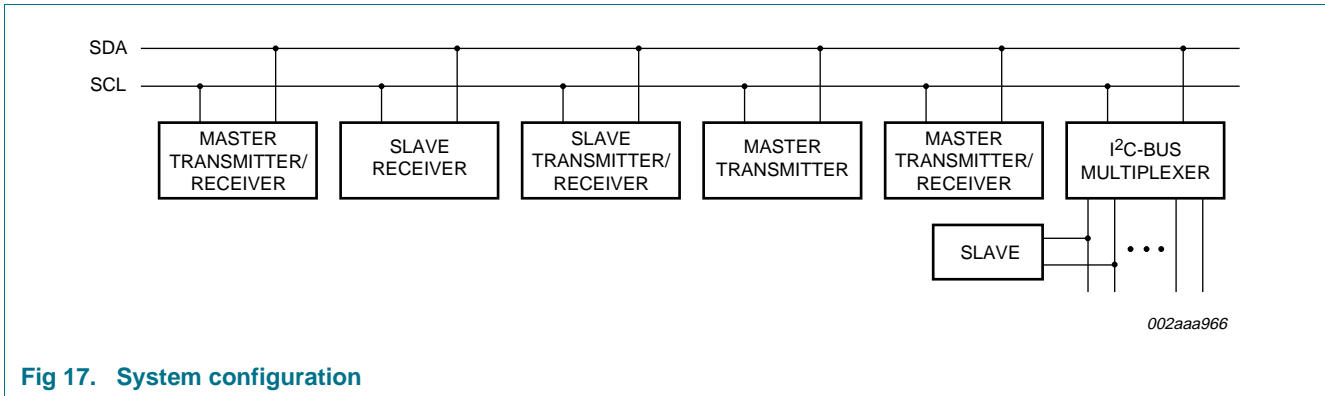 SDA
SCL
MASTER
TRANSMITTER/
RECEIVER
SLAVE
RECEIVER
SLAVE
TRANSMITTER/
RECEIVER
MASTER
TRANSMITTER
MASTER
TRANSMITTER/
RECEIVER
I²C-BUS
MULTIPLEXER
SLAVE
002aaa966
Fig 17. System configuration